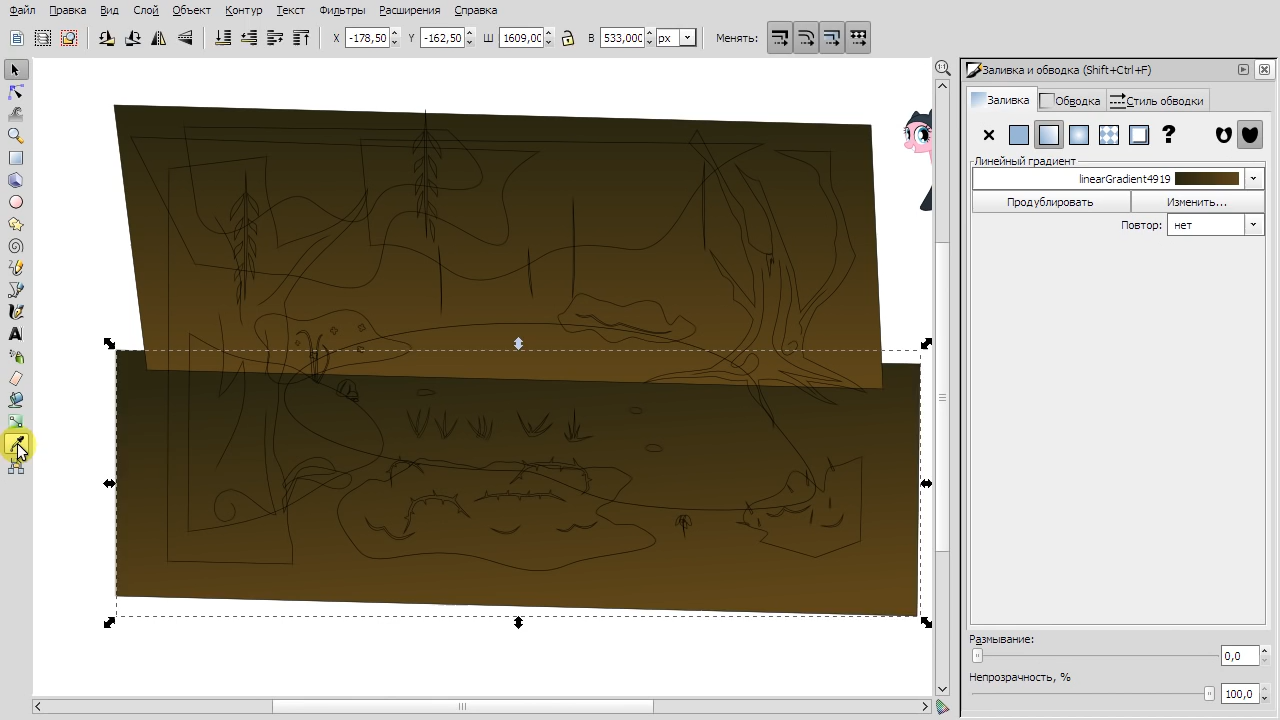 Файл Правка Вид Слой Объект Контур Текст Фильтры Расширения Справка
X -178,50 Y -162,50 Ш 1609,00 В 533,000 px Менять:
1:1
Заливка и обводка (Shift+Ctrl+F)
Заливка Обводка Стиль обводки
?
Линейный градиент
linearGradient4919
Продублировать Изменить...
Повтор: нет
A
Размывание:
0,0
Непрозрачность, %
100,0